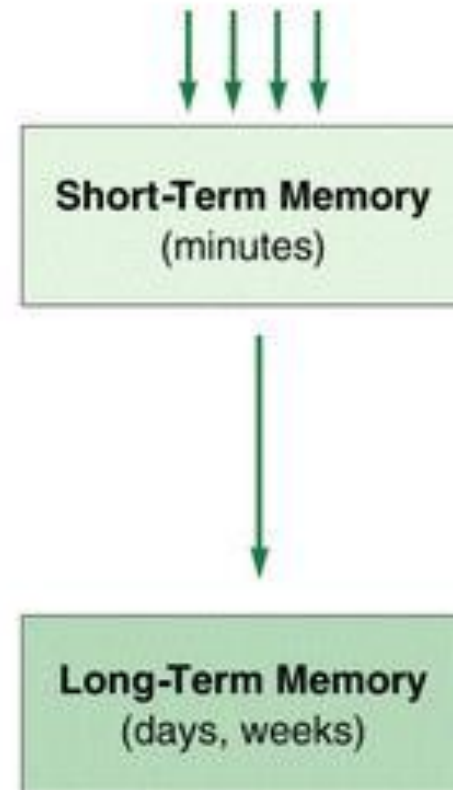 Short-Term Memory
(minutes)
Long-Term Memory
(days, weeks)